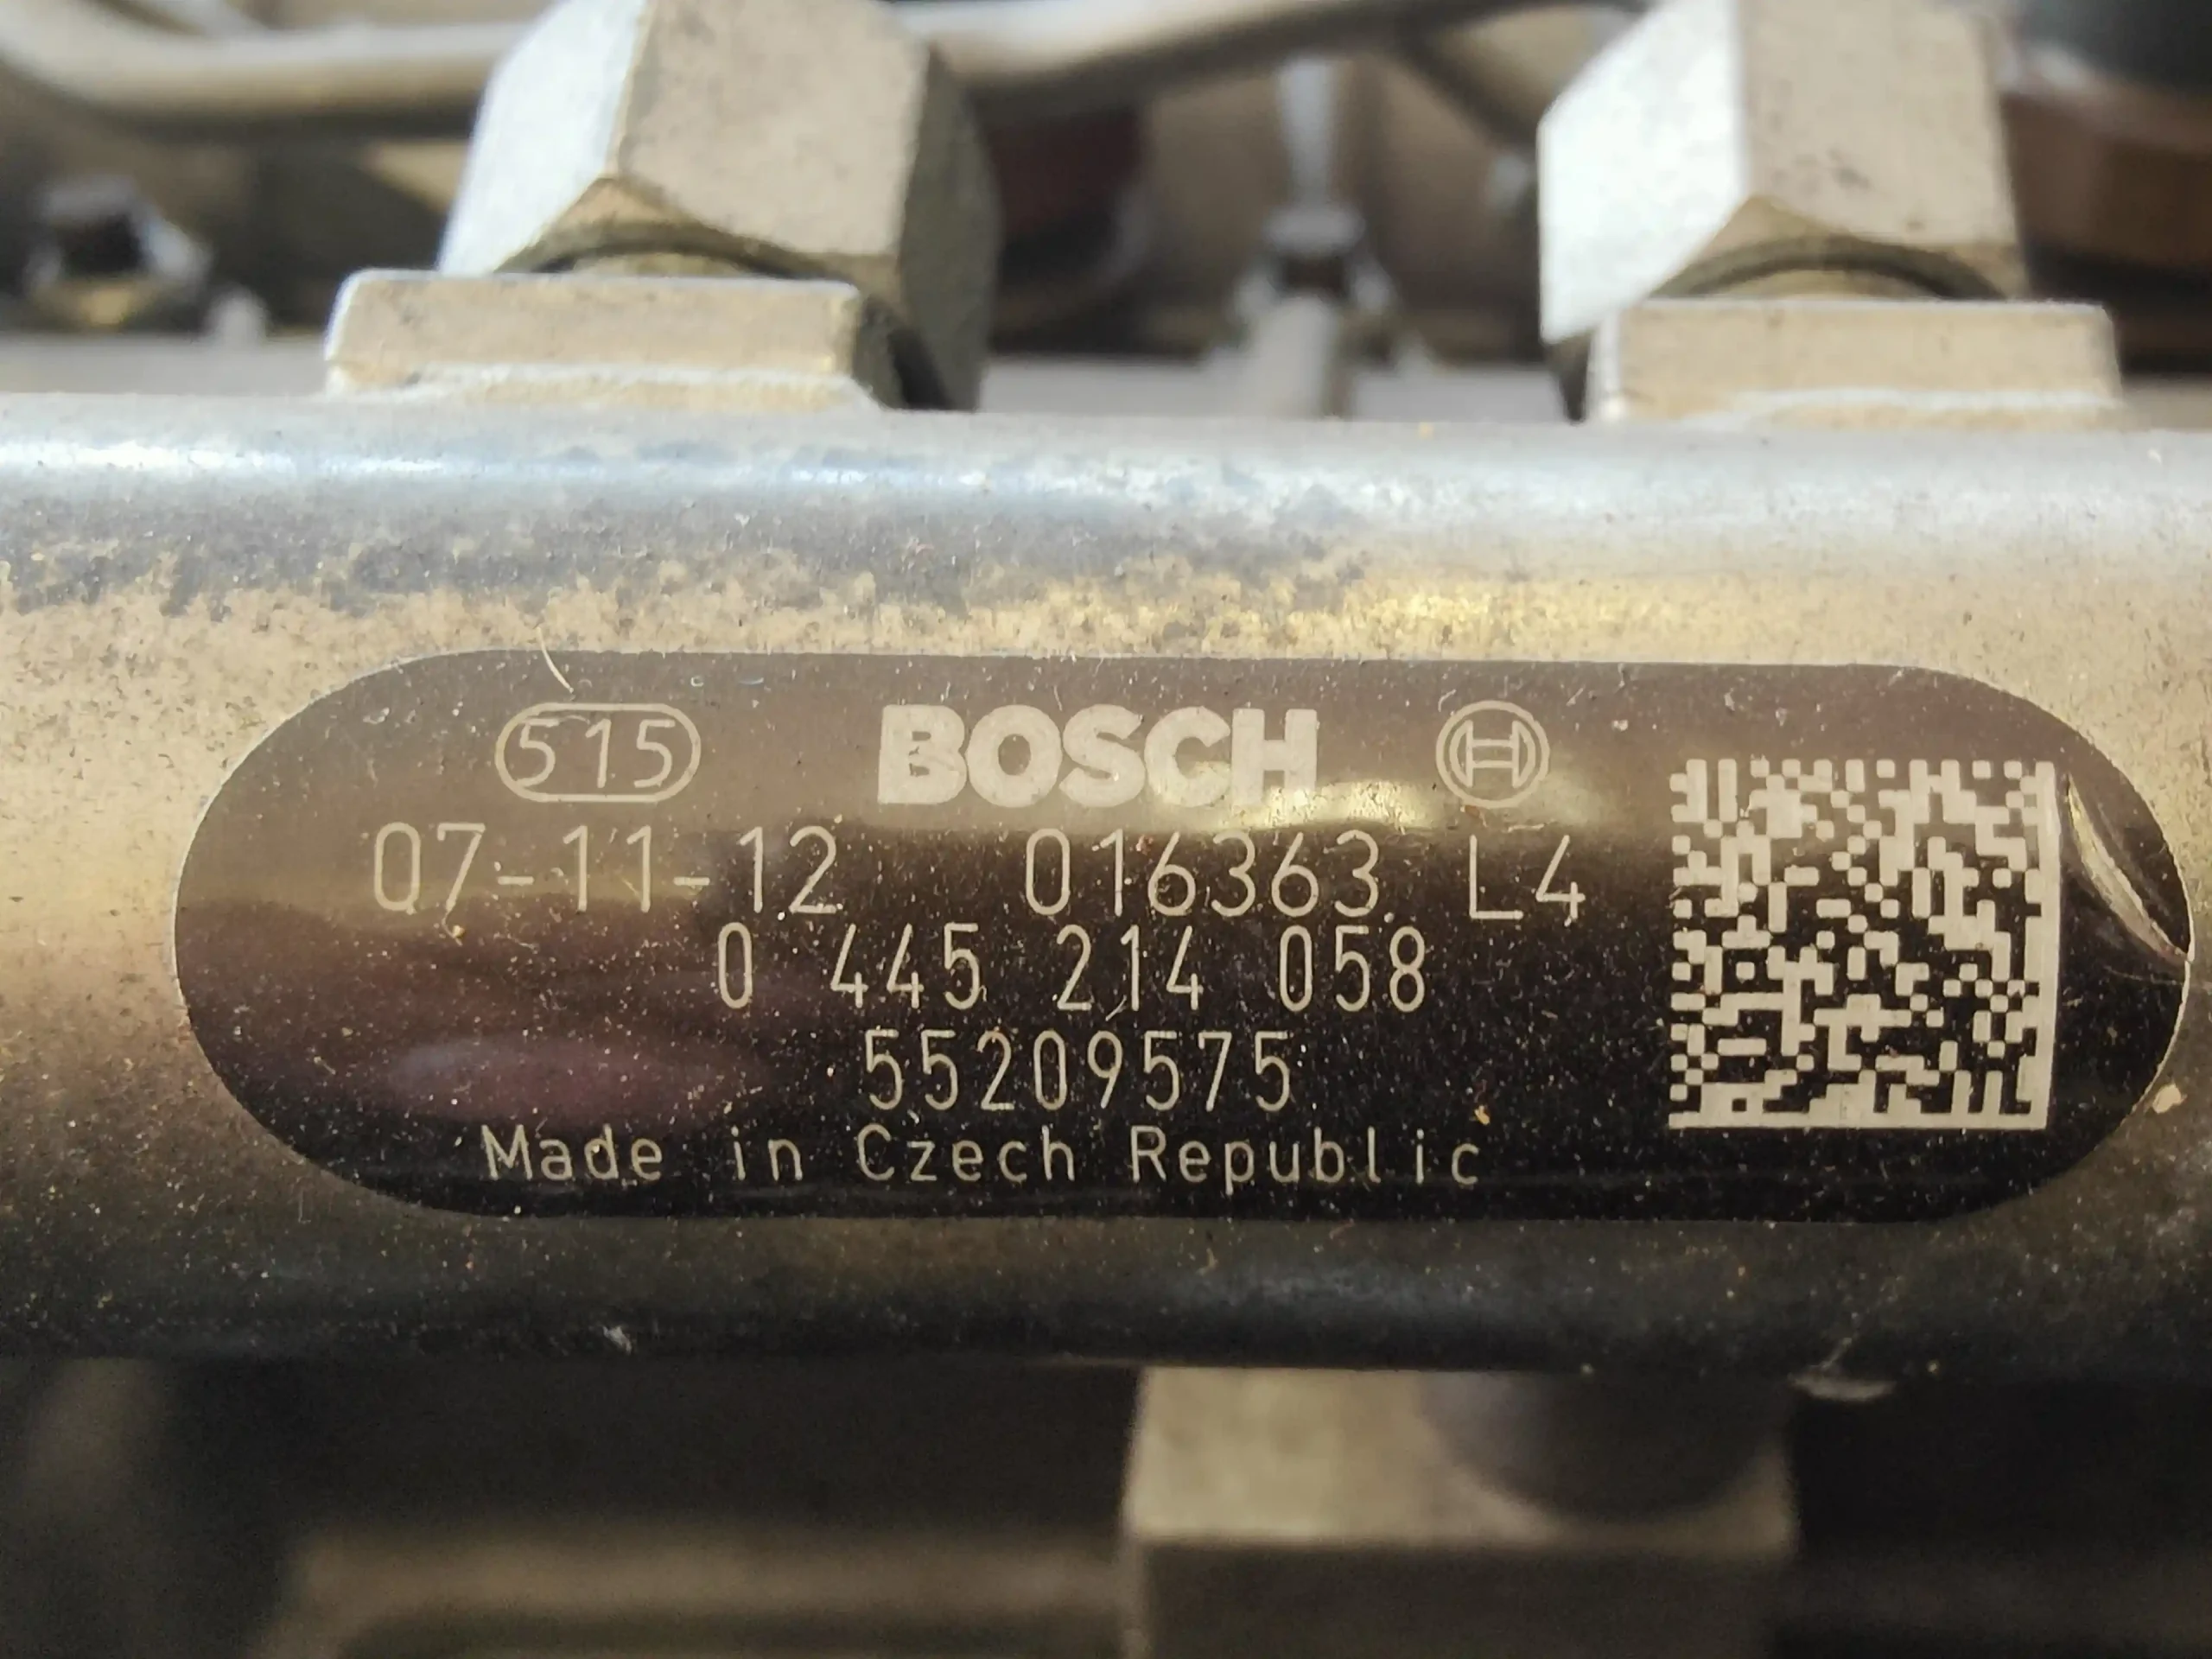 515 BOSCH
07-11-12 016363 L4
0 445 214 058
55209575
Made in Czech Republic